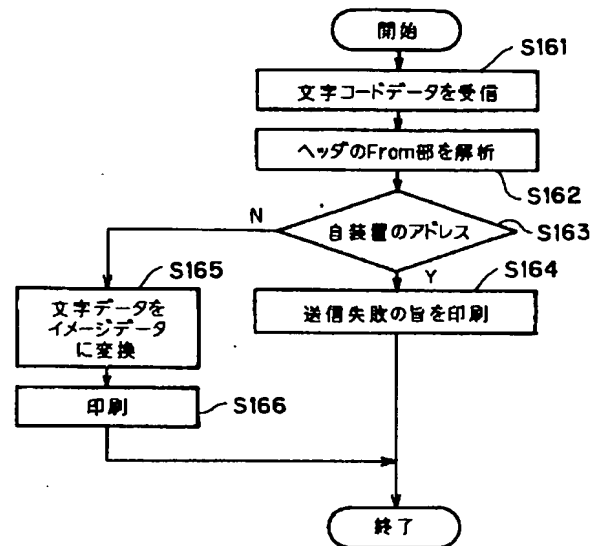 開始
S161
文字コードデータを受信
ヘッダのFrom部を解析
S162
N
自装置のアドレス
S163
Y
S164
送信失敗の旨を印刷
S165
文字データを
イメージデータ
に変換
印刷
S166
終了